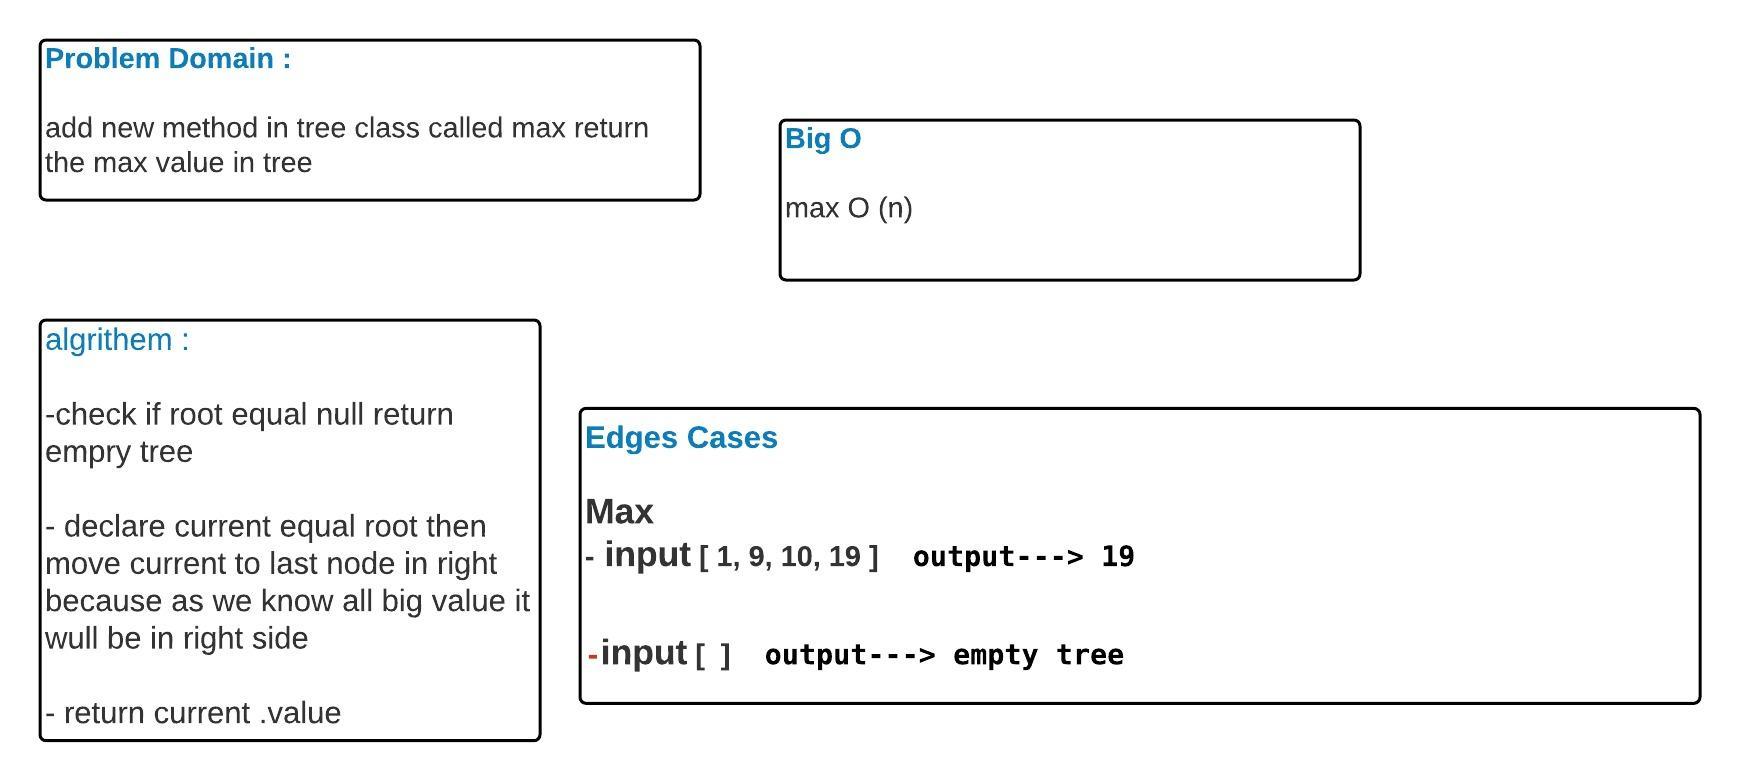 Problem Domain :
add new method in tree class called max return
the max value in tree
Big O
max O (n)
algrithem :
-check if root equal null return
empry tree
- declare current equal root then
move current to last node in right
because as we know all big value it
wull be in right side
- return current .value
Edges Cases
Max
- input [ 1, 9, 10, 19 ] output---> 19
-input [ ] output---> empty tree